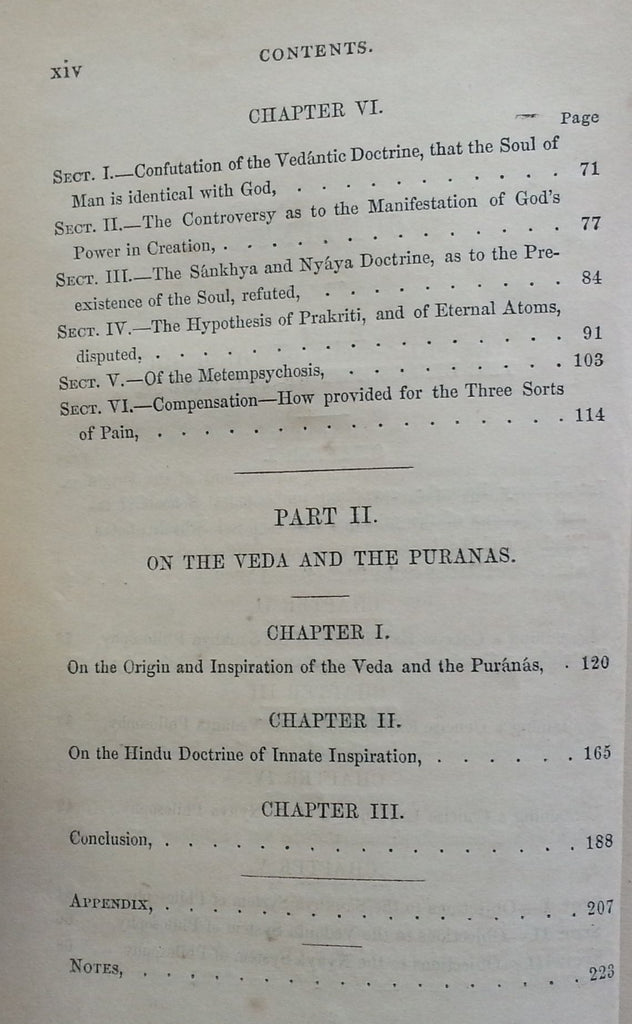 xiv
CONTENTS.
CHAPTER VI.
Page
SECT. I.—Confutation of the Vedántic Doctrine, that the Soul of
Man is identical with God, . . . . . . . . . . . 71
SECT. II.—The Controversy as to the Manifestation of God's
Power in Creation, . . . . . . . . . . . . . . 77
SECT. III.—The Sánkhya and Nyáya Doctrine, as to the Pre-
existence of the Soul, refuted, . . . . . . . . . . 84
SECT. IV.—The Hypothesis of Prakriti, and of Eternal Atoms,
disputed, . . . . . . . . . . . . . . . . . 91
SECT. V.—Of the Metempsychosis, . . . . . . . . . 103
SECT. VI.—Compensation—How provided for the Three Sorts
of Pain, . . . . . . . . . . . . . . . . . 114
PART II.
ON THE VEDA AND THE PURANAS.
CHAPTER I.
On the Origin and Inspiration of the Veda and the Puránás, . 120
CHAPTER II.
On the Hindu Doctrine of Innate Inspiration, . . . . . . 165
CHAPTER III.
Conclusion, . . . . . . . . . . . . . . . . . 188
APPENDIX, . . . . . . . . . . . . . . . . . 207
NOTES, . . . . . . . . . . . . . . . . . . 223